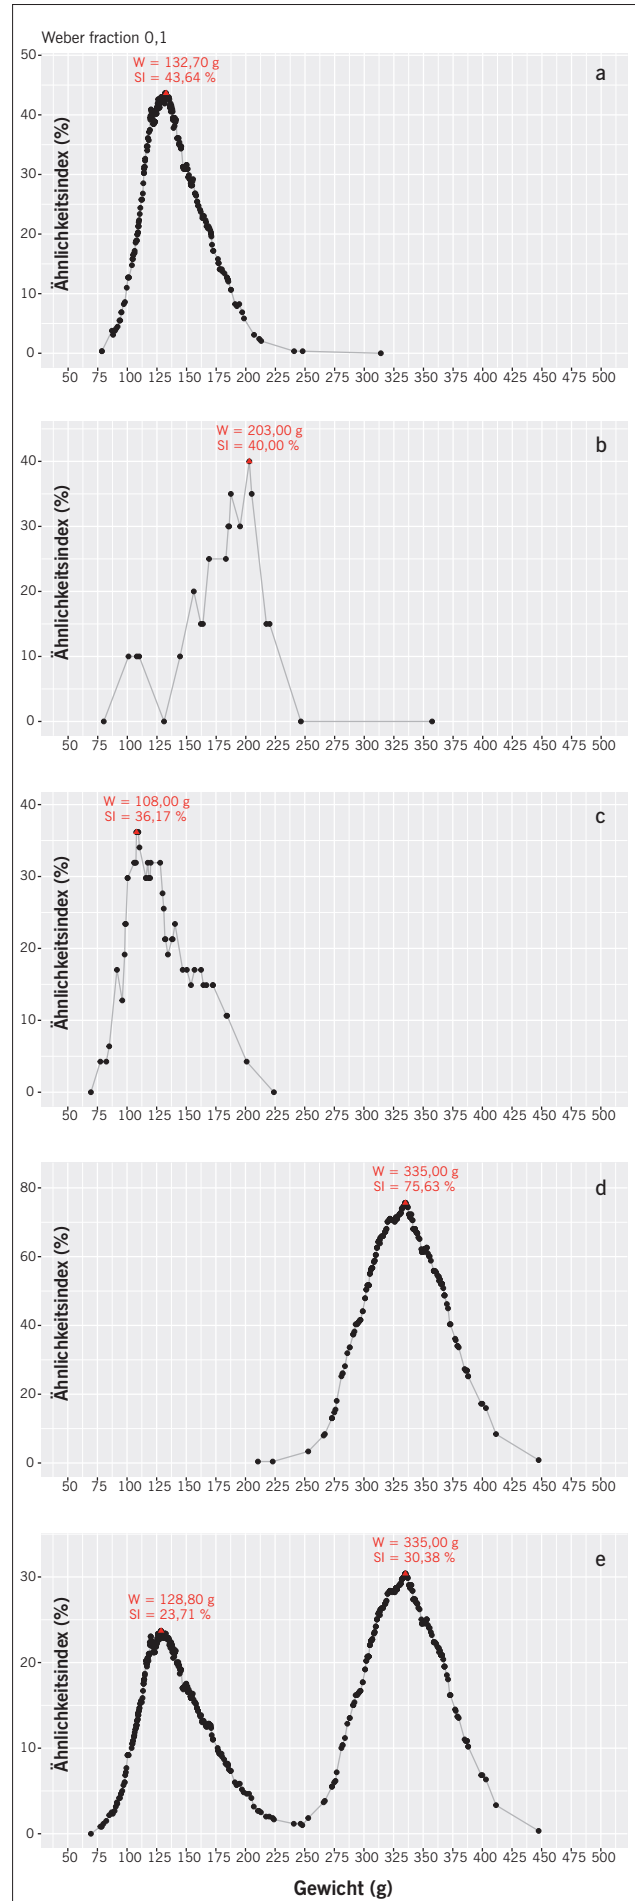 Weber fraction 0,1
W = 132,70 g
SI = 43,64 %
a
Ähnlichkeitsindex (%)
50
40
30
20
10
0
50 75 100 125 150 175 200 225 250 275 300 325 350 375 400 425 450 475 500
W = 203,00 g
SI = 40,00 %
b
Ähnlichkeitsindex (%)
40
30
20
10
0
50 75 100 125 150 175 200 225 250 275 300 325 350 375 400 425 450 475 500
W = 108,00 g
SI = 36,17 %
c
Ähnlichkeitsindex (%)
40
30
20
10
0
50 75 100 125 150 175 200 225 250 275 300 325 350 375 400 425 450 475 500
W = 335,00 g
SI = 75,63 %
d
Ähnlichkeitsindex (%)
80
60
40
20
0
50 75 100 125 150 175 200 225 250 275 300 325 350 375 400 425 450 475 500
W = 335,00 g
SI = 30,38 %
e
W = 128,80 g
SI = 23,71 %
Ähnlichkeitsindex (%)
30
20
10
0
50 75 100 125 150 175 200 225 250 275 300 325 350 375 400 425 450 475 500
Gewicht (g)